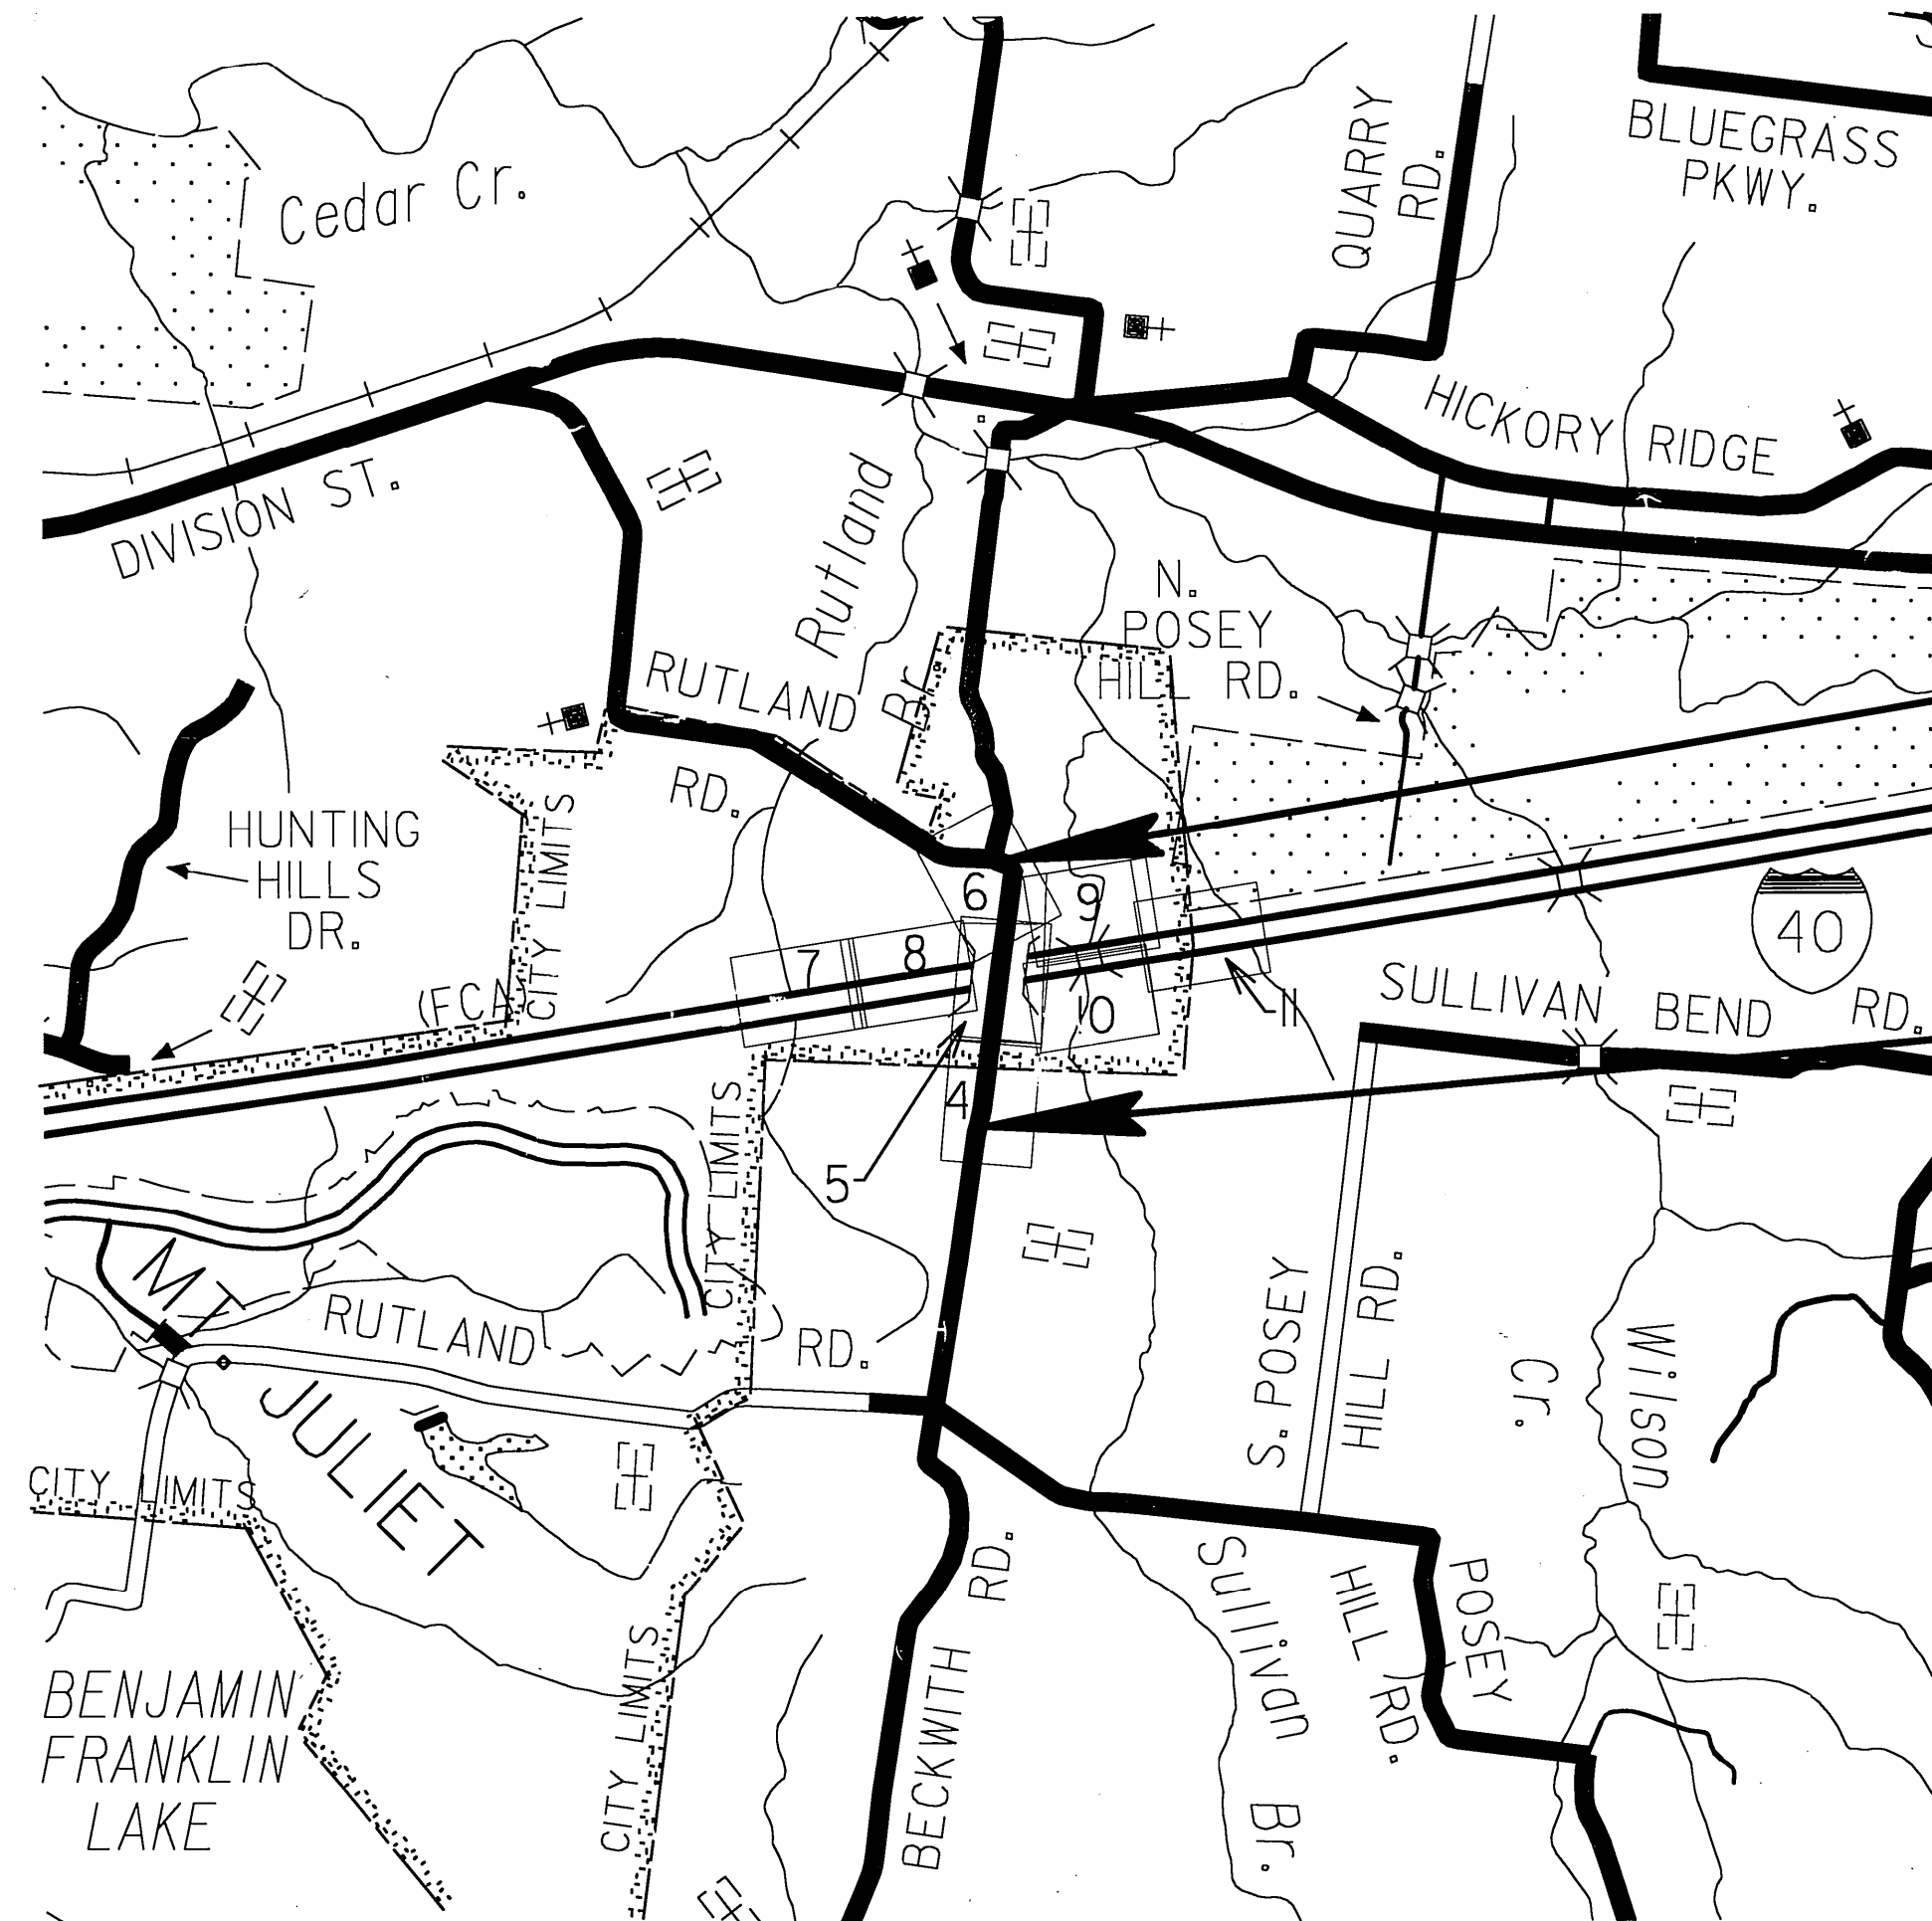 BLUEGRASS
PKWY.
QUARRY
RD.
Cedar Cr.
HICKORY RIDGE
DIVISION ST.
Rutland
Br.
N.
POSEY
HILL RD.
RUTLAND
RD.
HUNTING
HILLS
DR.
CITY LIMITS
(FCA)
6
9
7
8
10
11
4
5
40
SULLIVAN BEND RD.
CITY LIMITS
MT
JULIET
RUTLAND RD.
S. POSEY
HILL RD.
Wilson
Cr.
CITY LIMITS
CITY LIMITS
BECKWITH RD.
Sullivan
Br.
POSEY
HILL RD.
BENJAMIN
FRANKLIN
LAKE